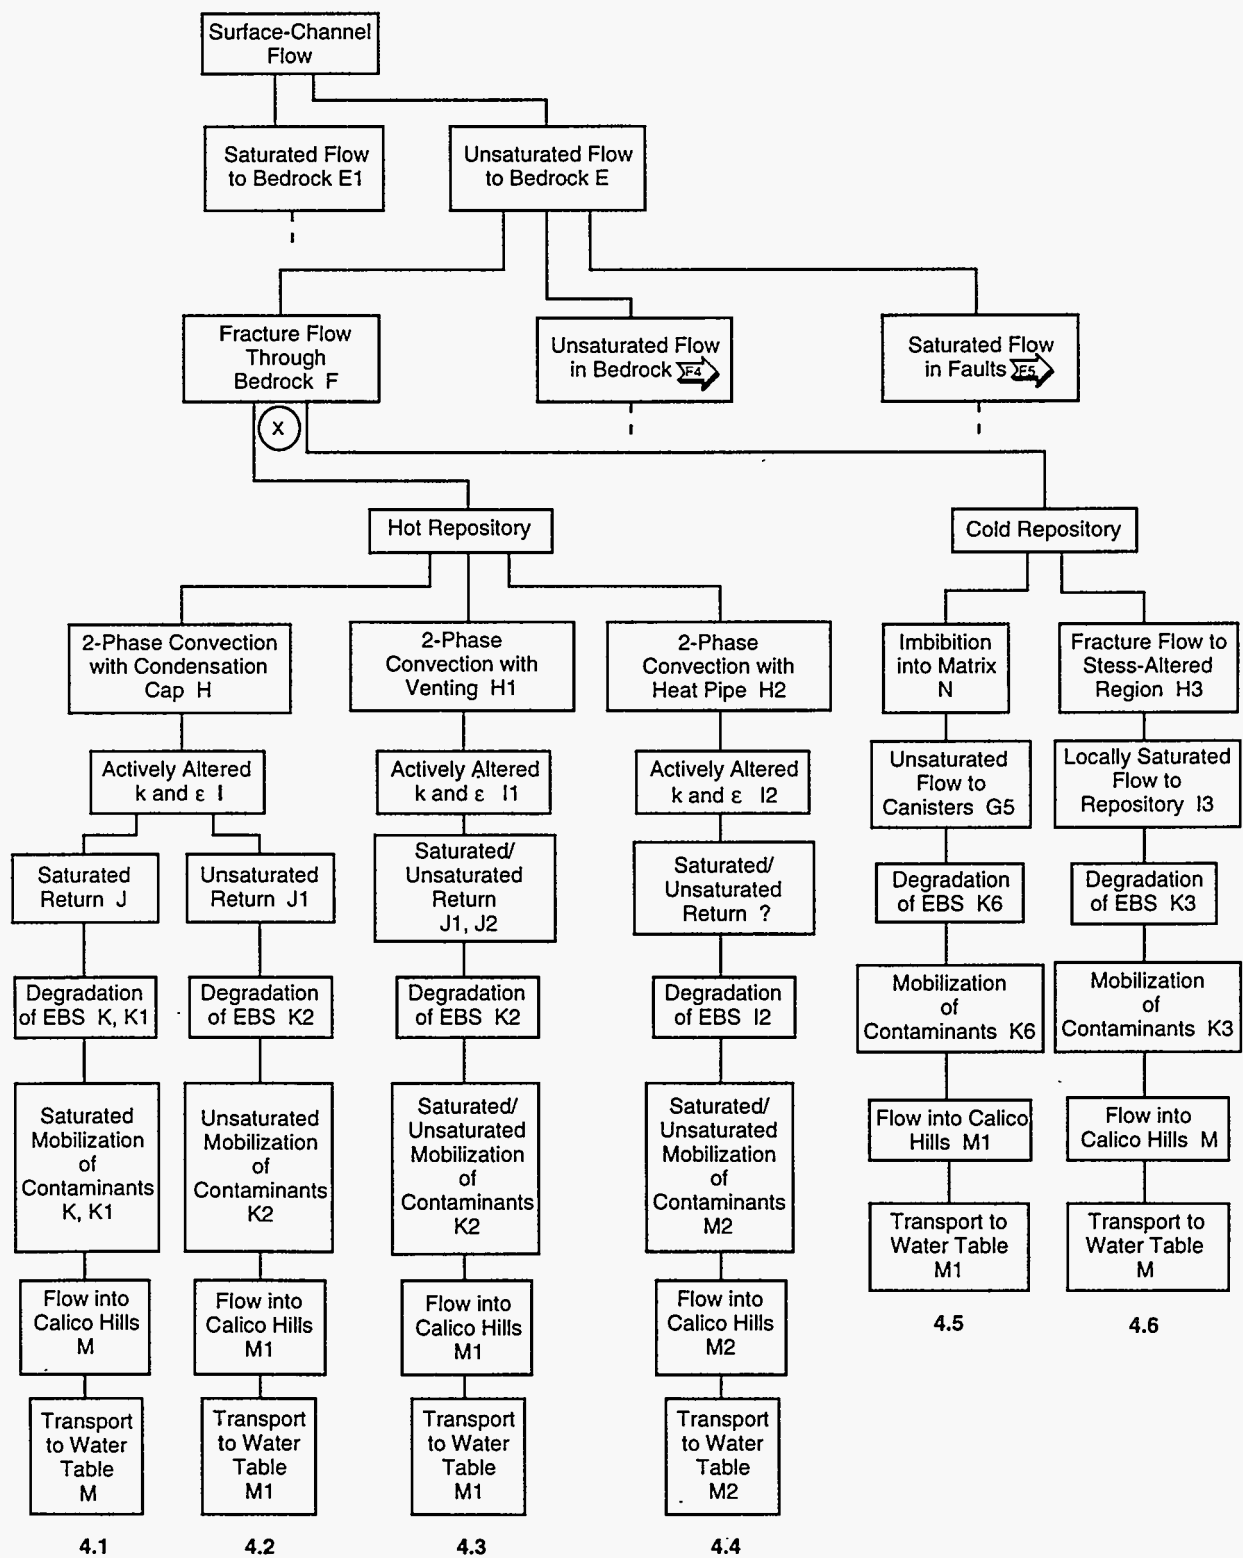 Surface-Channel
Flow
Saturated Flow
to Bedrock E1
Unsaturated Flow
to Bedrock E
Fracture Flow
Through
Bedrock F
Unsaturated Flow
in Bedrock F4
Saturated Flow
in Faults F5
X
Hot Repository
Cold Repository
2-Phase Convection
with Condensation
Cap H
2-Phase
Convection with
Venting H1
2-Phase
Convection with
Heat Pipe H2
Imbibition
into Matrix
N
Fracture Flow to
Stess-Altered
Region H3
Actively Altered
k and ε I
Actively Altered
k and ε I1
Actively Altered
k and ε I2
Unsaturated
Flow to
Canisters G5
Locally Saturated
Flow to
Repository I3
Saturated
Return J
Unsaturated
Return J1
Saturated/
Unsaturated
Return
J1, J2
Saturated/
Unsaturated
Return ?
Degradation
of EBS K6
Degradation
of EBS K3
Degradation
of EBS K, K1
Degradation
of EBS K2
Degradation
of EBS K2
Degradation
of EBS I2
Mobilization
of
Contaminants K6
Mobilization
of
Contaminants K3
Saturated
Mobilization
of
Contaminants
K, K1
Unsaturated
Mobilization
of
Contaminants
K2
Saturated/
Unsaturated
Mobilization
of
Contaminants
K2
Saturated/
Unsaturated
Mobilization
of
Contaminants
M2
Flow into Calico
Hills M1
Flow into
Calico Hills M
Transport to
Water Table
M1
Transport to
Water Table
M
Flow into
Calico Hills
M
Flow into
Calico Hills
M1
Flow into
Calico Hills
M1
Flow into
Calico Hills
M2
4.5
4.6
Transport
to Water
Table
M
Transport
to Water
Table
M1
Transport
to Water
Table
M1
Transport
to Water
Table
M2
4.1
4.2
4.3
4.4